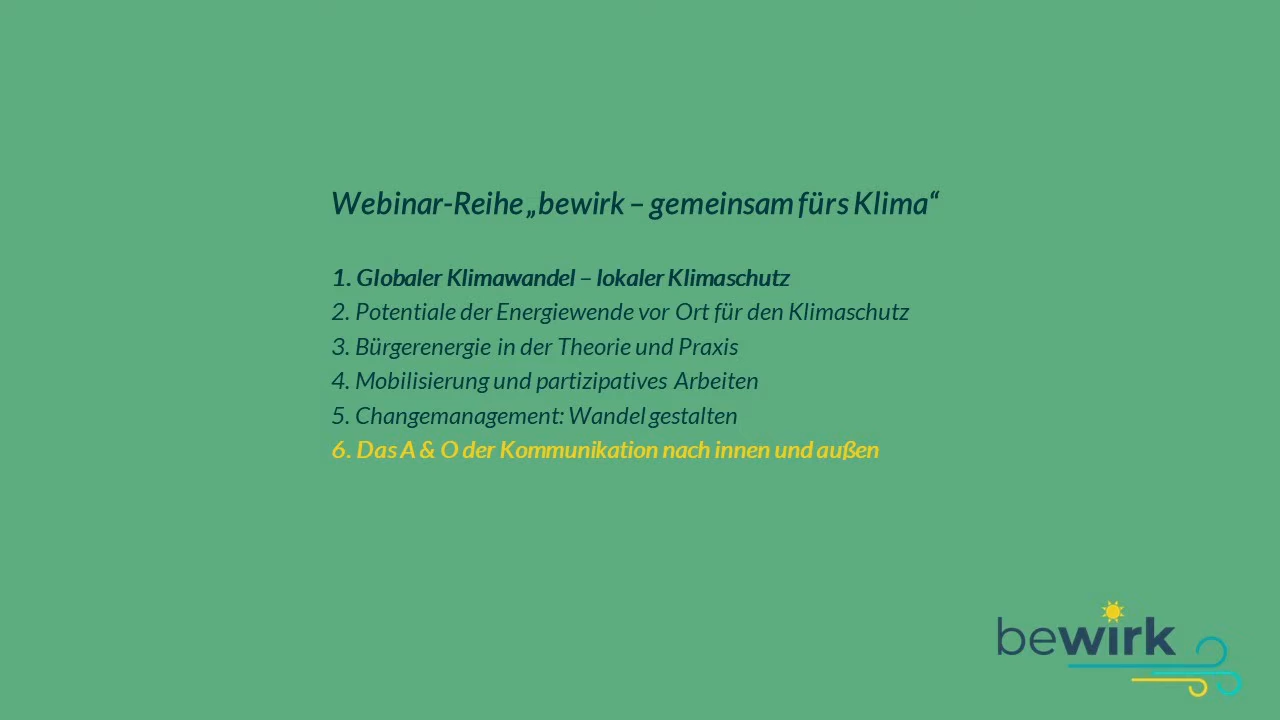 Webinar-Reihe „bewirk – gemeinsam fürs Klima“
1. Globaler Klimawandel – lokaler Klimaschutz
2. Potentiale der Energiewende vor Ort für den Klimaschutz
3. Bürgerenergie in der Theorie und Praxis
4. Mobilisierung und partizipatives Arbeiten
5. Changemanagement: Wandel gestalten
6. Das A & O der Kommunikation nach innen und außen
bewirk